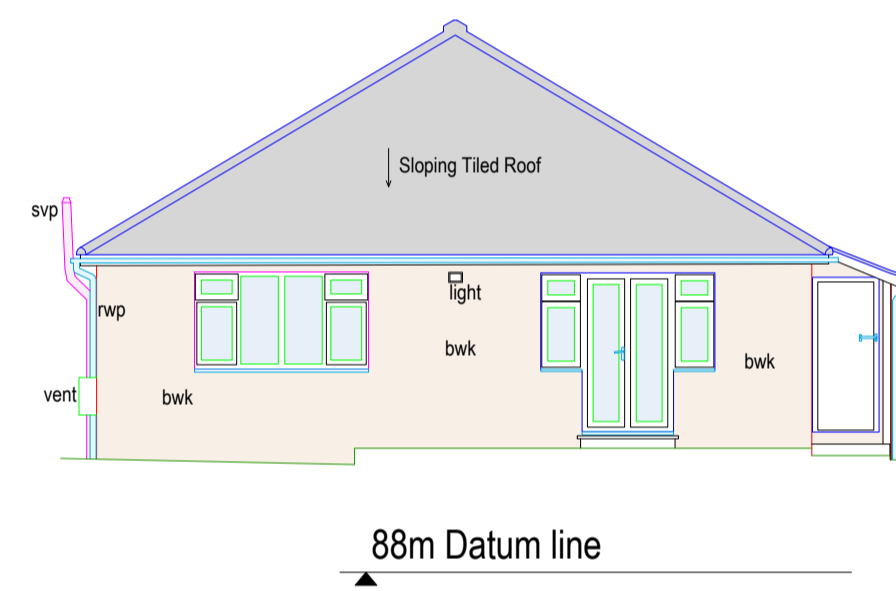 Sloping Tiled Roof
svp
light
rwp
bwk
bwk
vent
bwk
88m Datum line